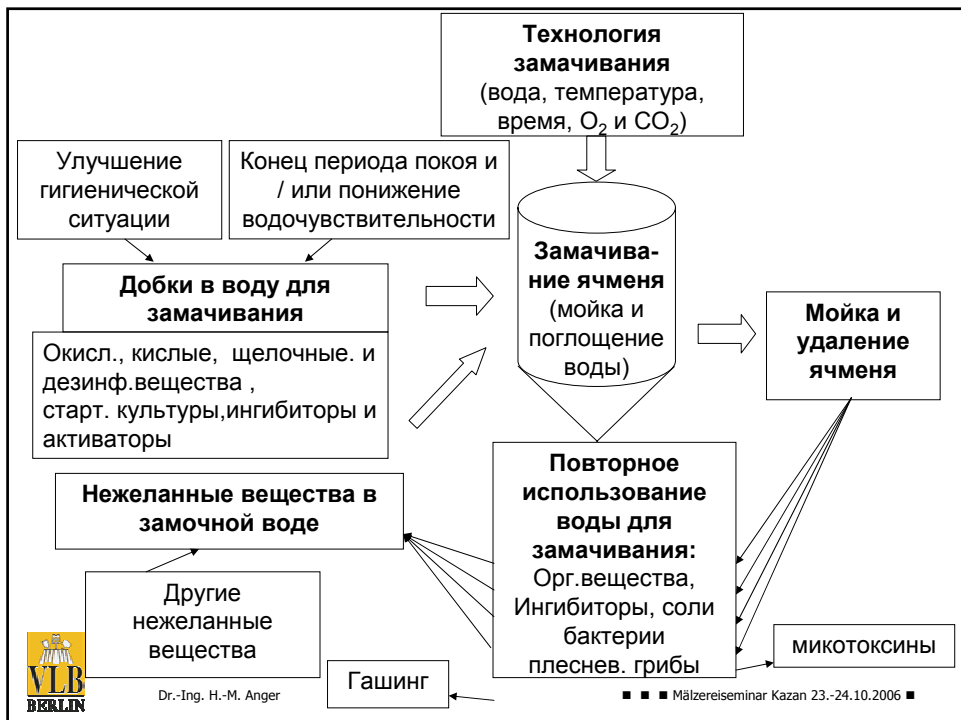 Технология
замачивания
(вода, температура,
время, O₂ и CO₂)
Улучшение
гигиенической
ситуации
Конец периода покоя и
/ или понижение
водочувствительности
Замачива-
ние ячменя
(мойка и
поглощение
воды)
Добки в воду для
замачивания
Окисл., кислые, щелочные. и
дезинф.вещества ,
старт. культуры,ингибиторы и
активаторы
Мойка и
удаление
ячменя
Нежеланные вещества в
замочной воде
Повторное
использование
воды для
замачивания:
Орг.вещества,
Ингибиторы, соли
бактерии
плеснев. грибы
Другие
нежеланные
вещества
микотоксины
Гашинг
VLB
BERLIN
Dr.-Ing. H.-M. Anger
Mälzereiseminar Kazan 23.-24.10.2006